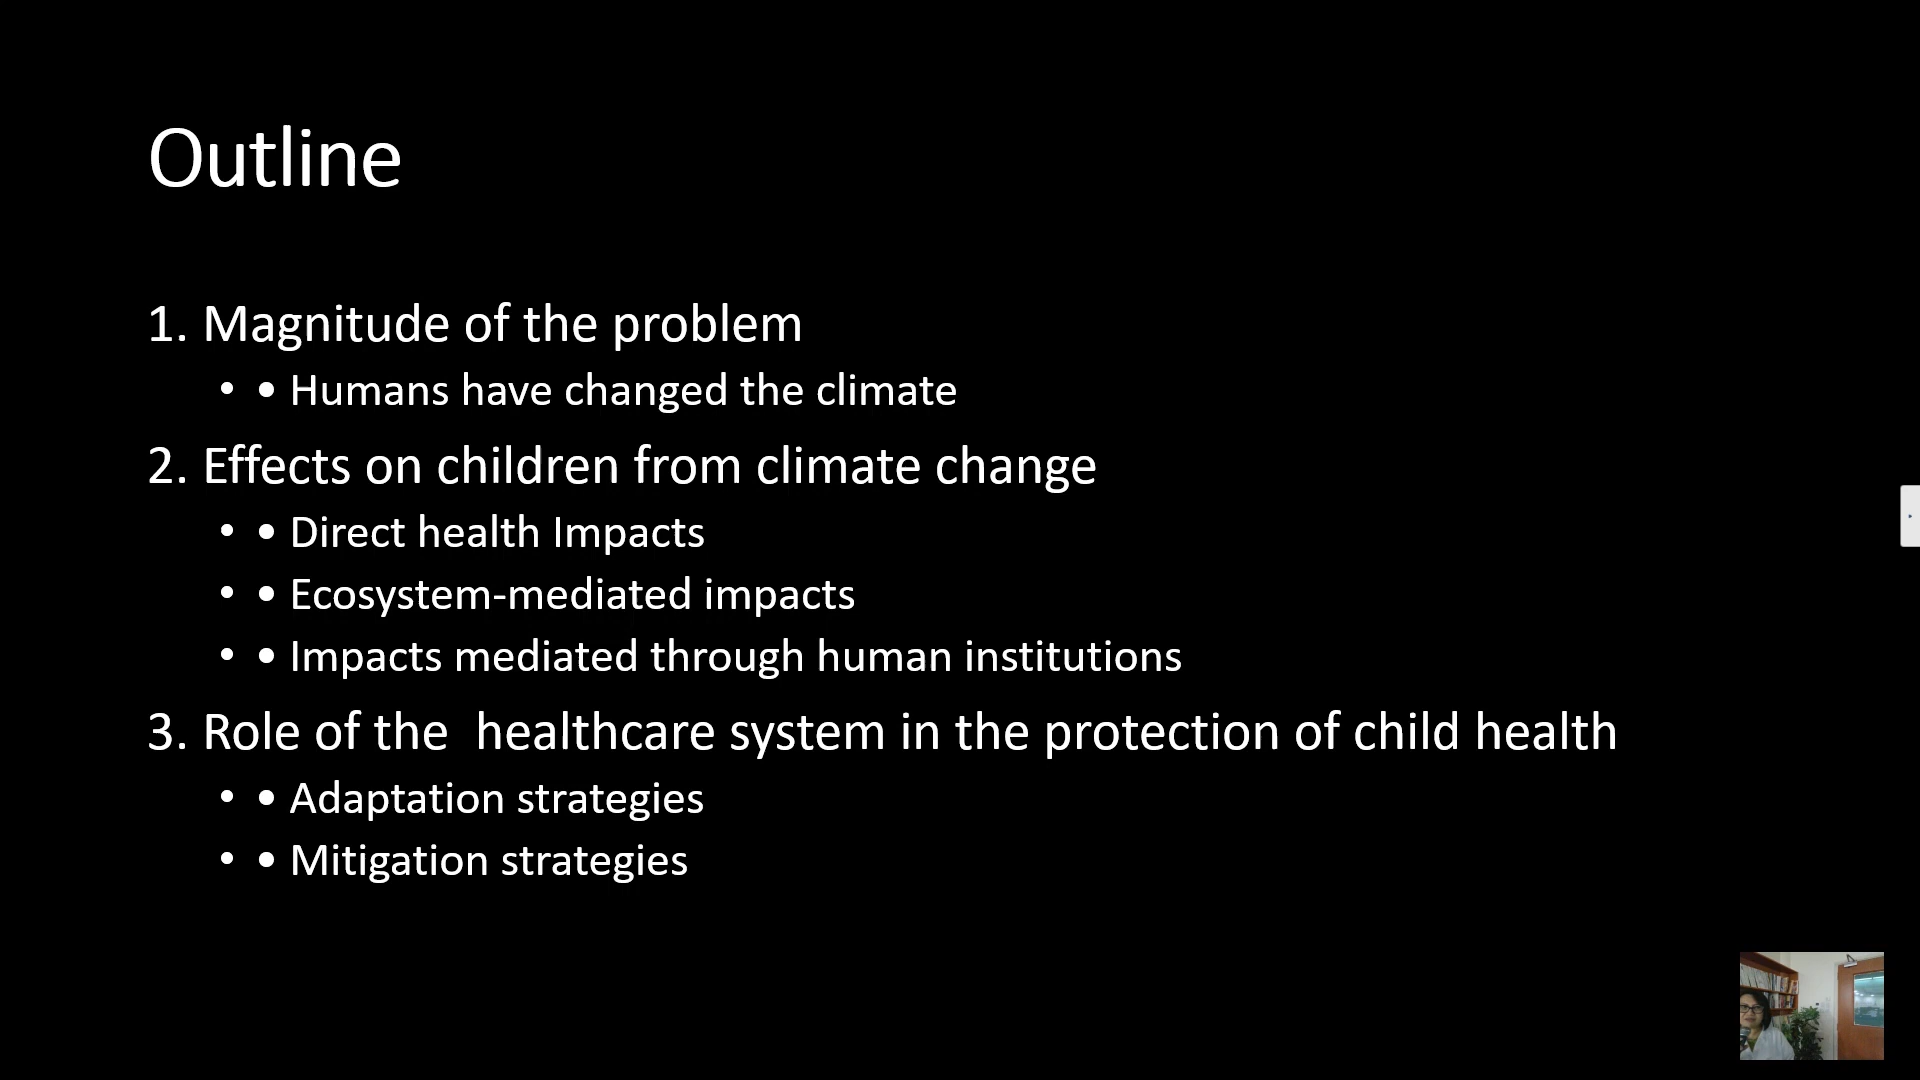 Outline
1. Magnitude of the problem
• • Humans have changed the climate
2. Effects on children from climate change
• • Direct health Impacts
• • Ecosystem-mediated impacts
• • Impacts mediated through human institutions
3. Role of the  healthcare system in the protection of child health
• • Adaptation strategies
• • Mitigation strategies